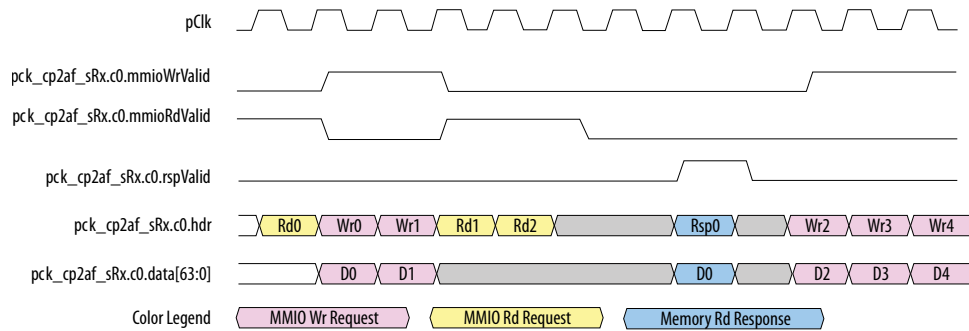 pClk
pck_cp2af_sRx.c0.mmioWrValid
pck_cp2af_sRx.c0.mmioRdValid
pck_cp2af_sRx.c0.rspValid
pck_cp2af_sRx.c0.hdr Rd0 Wr0 Wr1 Rd1 Rd2 Rsp0 Wr2 Wr3 Wr4
pck_cp2af_sRx.c0.data[63:0] D0 D1 D0 D2 D3 D4
Color Legend MMIO Wr Request MMIO Rd Request Memory Rd Response